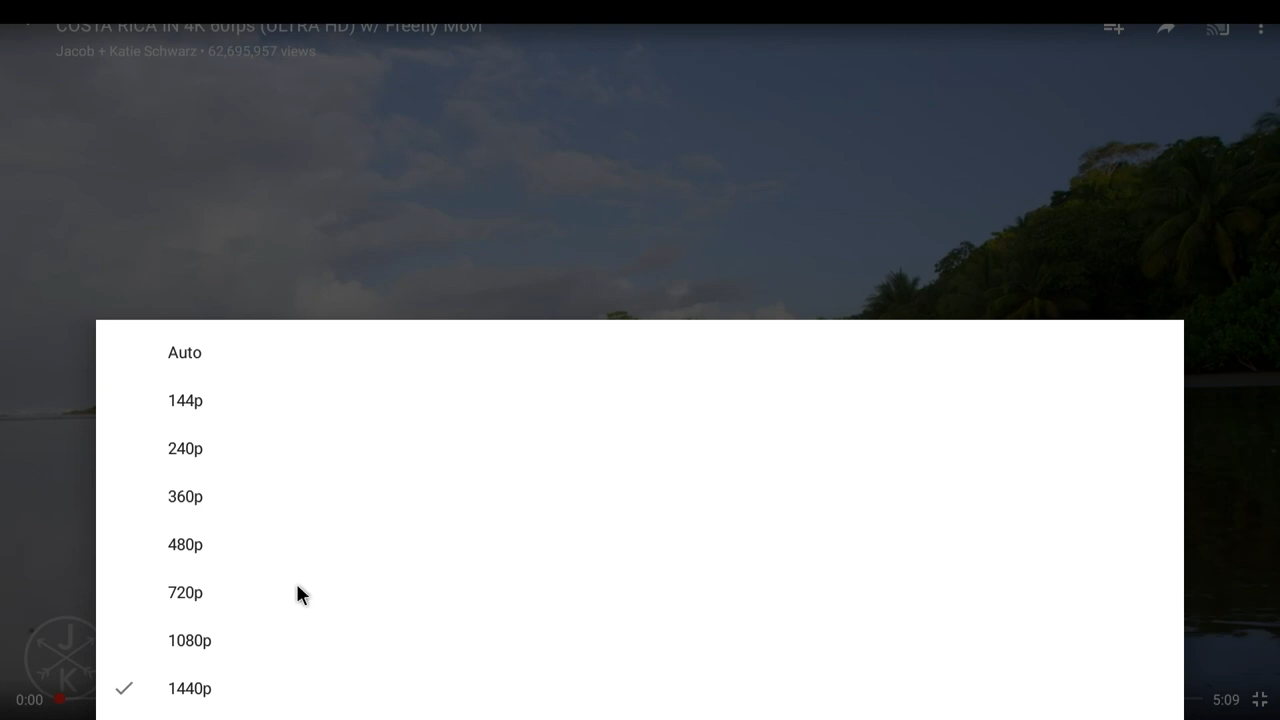 COSTA RICA IN 4K 60fps (ULTRA HD) w/ Freefly Movi
Jacob + Katie Schwarz • 62,695,957 views
Auto
144p
240p
360p
480p
720p
1080p
1440p
J
K
0:00
5:09